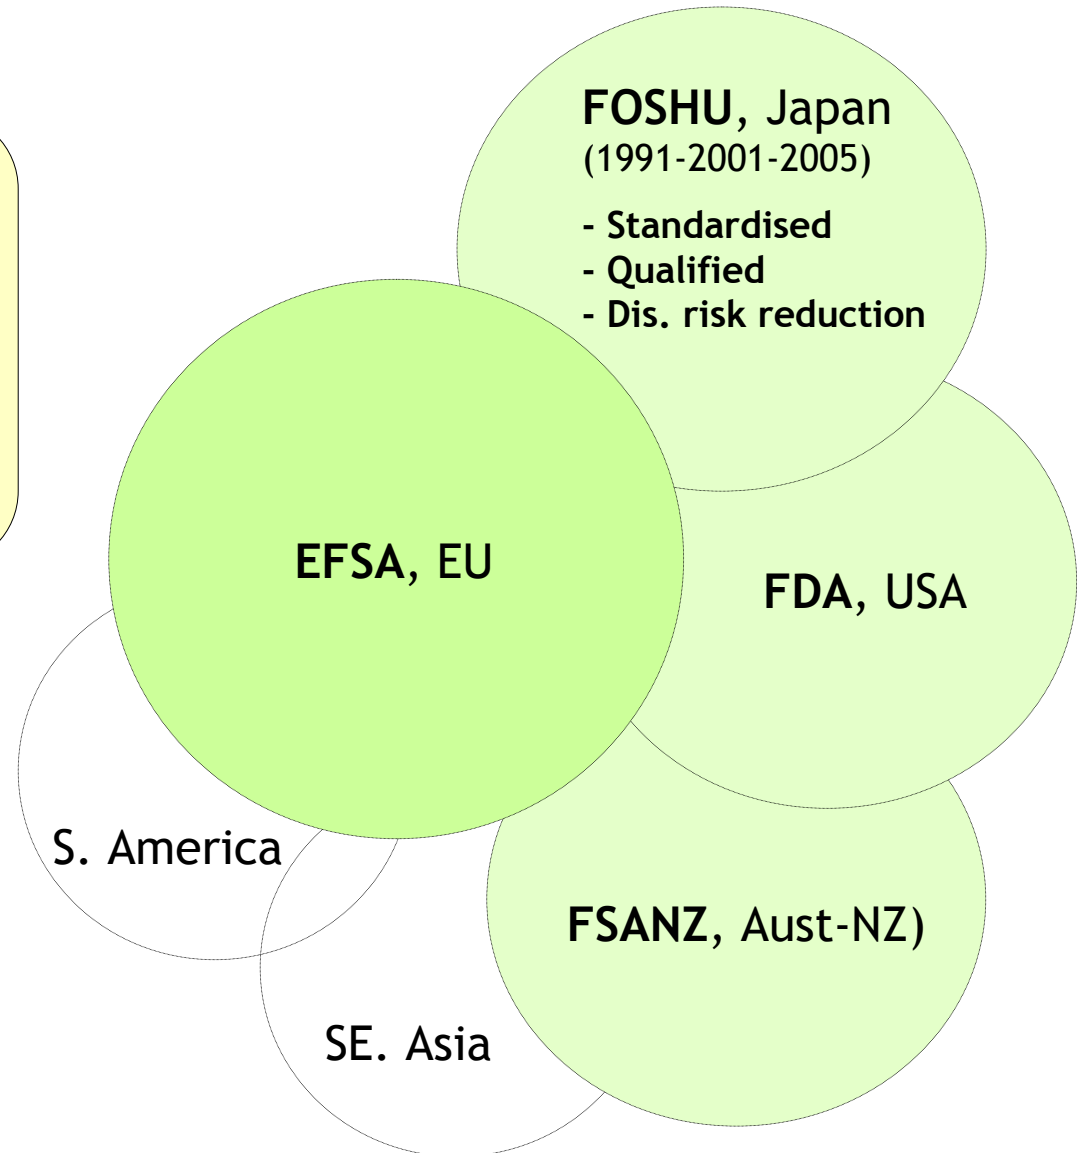 FOSHU, Japan
(1991-2001-2005)
- Standardised
- Qualified
- Dis. risk reduction
EFSA, EU
FDA, USA
S. America
FSANZ, Aust-NZ)
SE. Asia